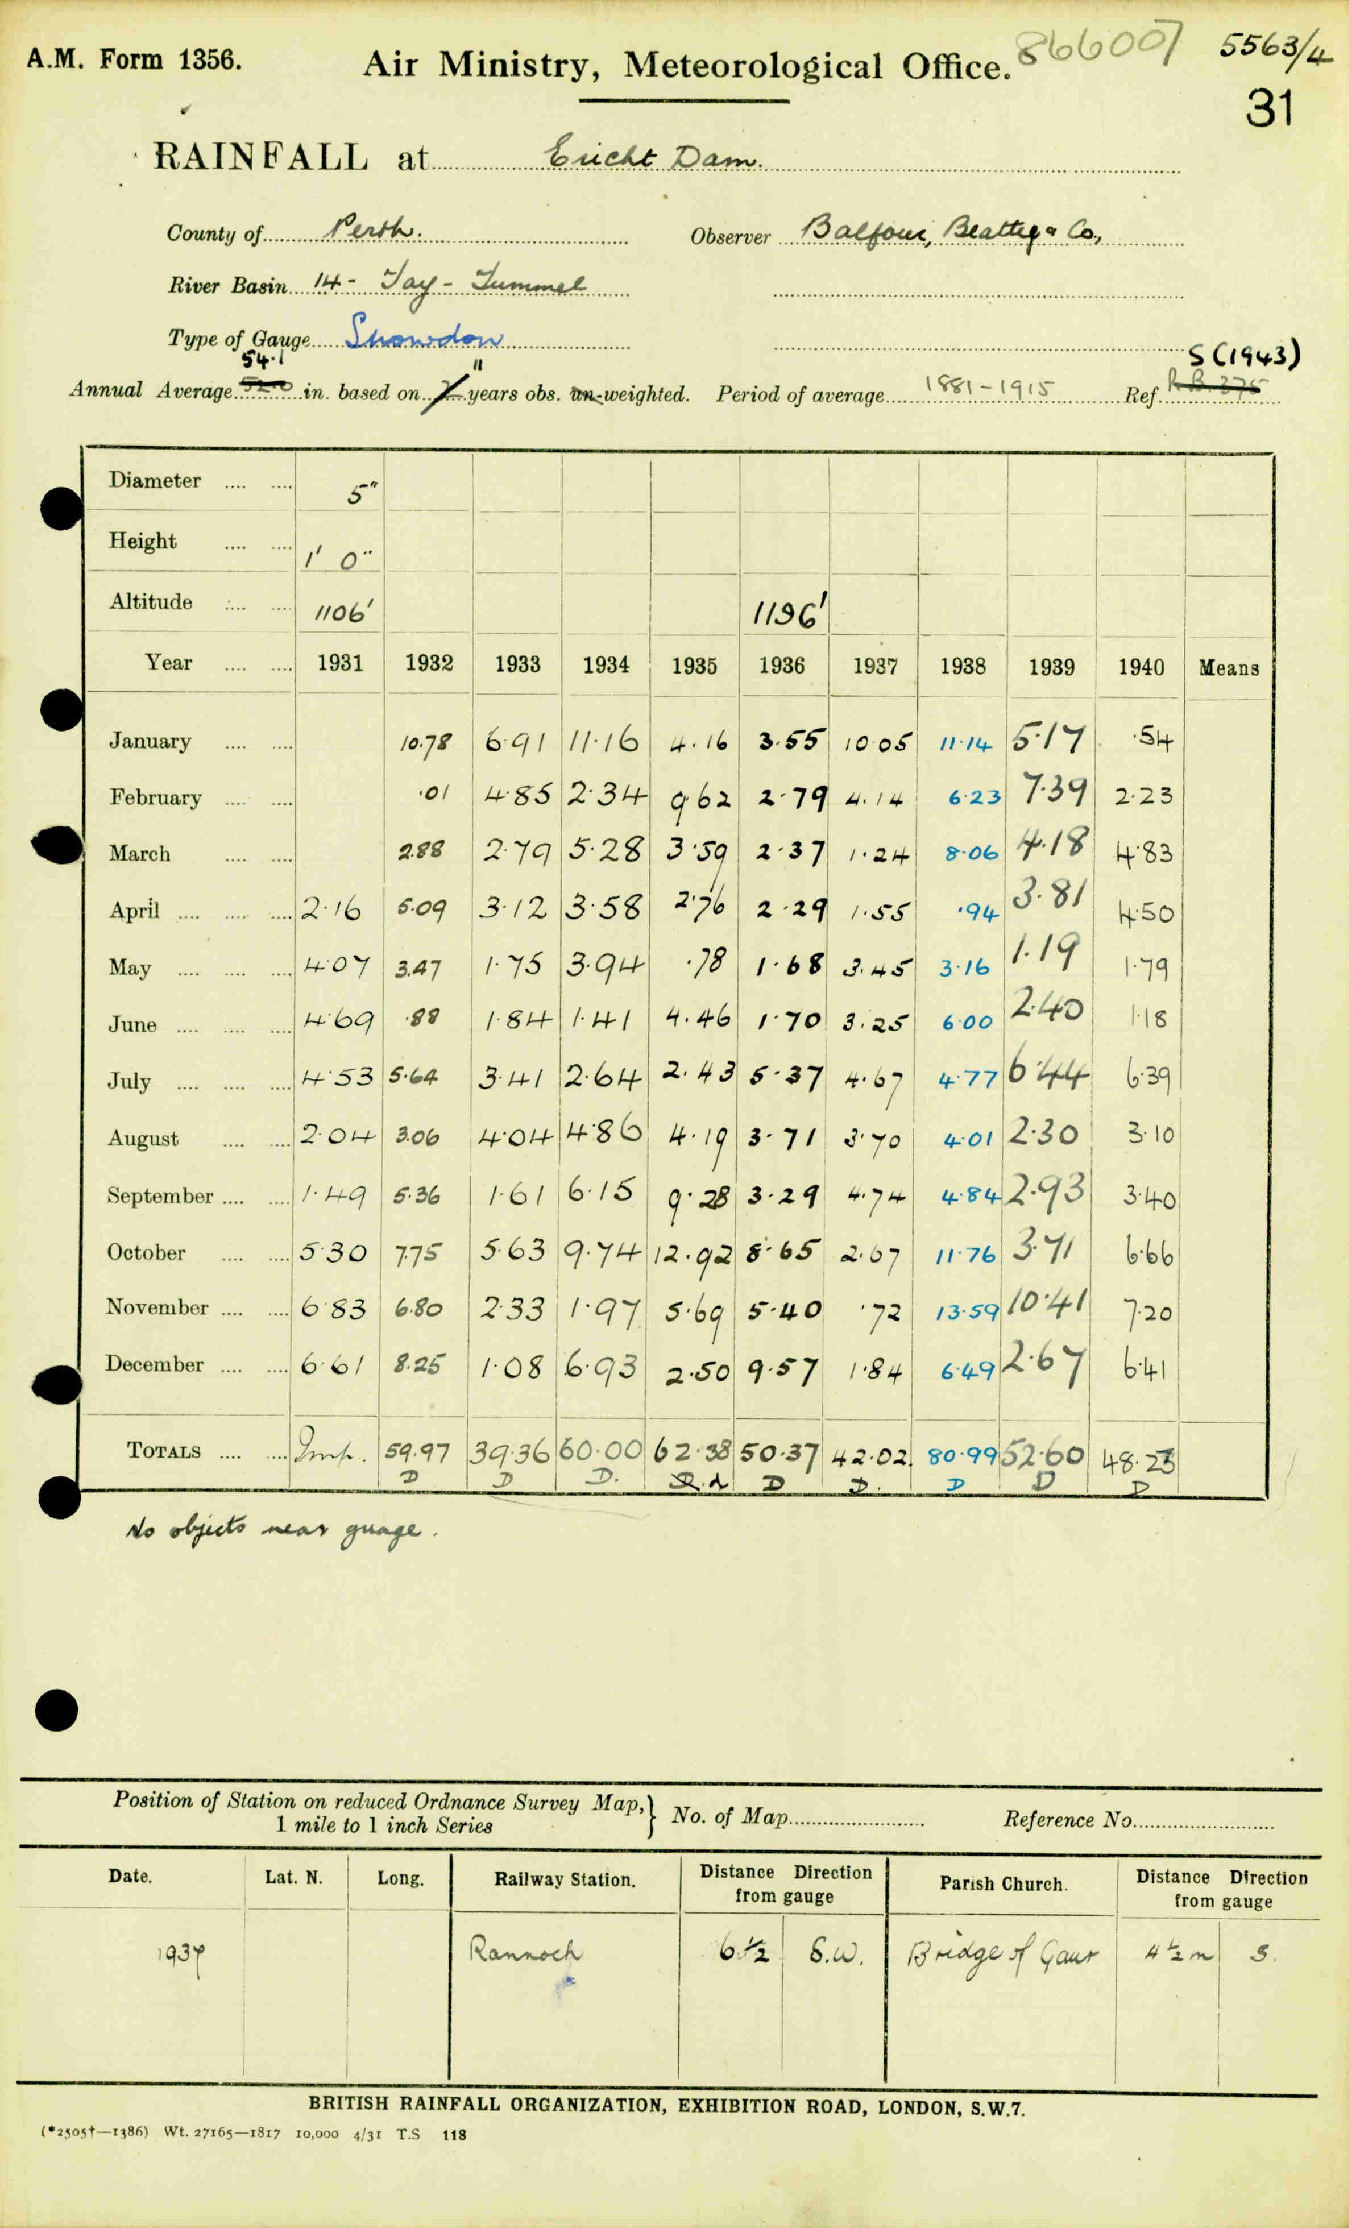 A.M. Form 1356.
Air Ministry, Meteorological Office.
866007
5563/4
31
RAINFALL at Ericht Dam.
County of Perth. Observer Balfour, Beatty & Co.,
River Basin 14 - Tay - Tummel
Type of Gauge Snowdon
54.1 " S (1943)
Annual Average 52.0 in. based on years obs. un-weighted. Period of average 1881-1915 Ref. R.B. 375
Diameter 5"
Height 1' 0"
Altitude 1106' 1196'
Year 1931 1932 1933 1934 1935 1936 1937 1938 1939 1940 Means
January 10.78 6.91 11.16 4.16 3.55 10.05 11.14 5.17 .54
February .01 4.85 2.34 9.62 2.79 4.14 6.23 7.39 2.23
March 2.88 2.79 5.28 3.59 2.37 1.24 8.06 4.18 4.83
April 2.16 5.09 3.12 3.58 2.76 2.29 1.55 .94 3.81 4.50
May 4.07 3.47 1.75 3.94 .78 1.68 3.45 3.16 1.19 1.79
June 4.69 .88 1.84 1.41 4.46 1.70 3.25 6.00 2.40 1.18
July 4.53 5.64 3.41 2.64 2.43 5.37 4.67 4.77 6.44 6.39
August 2.04 3.06 4.04 4.86 4.19 3.71 3.70 4.01 2.30 3.10
September 1.49 5.36 1.61 6.15 9.28 3.29 4.74 4.84 2.93 3.40
October 5.30 7.75 5.63 9.74 12.92 8.65 2.67 11.76 3.71 6.66
November 6.83 6.80 2.33 1.97 5.69 5.40 .72 13.59 10.41 7.20
December 6.61 8.25 1.08 6.93 2.50 9.57 1.84 6.49 2.67 6.41
TOTALS Imp. 59.97 39.36 60.00 62.38 50.37 42.02. 80.99 52.60 48.23
D D D. D D. D D D
No objects near guage.
Position of Station on reduced Ordnance Survey Map,
1 mile to 1 inch Series
No. of Map Reference No.
Date. Lat. N. Long. Railway Station. Distance Direction from gauge Parish Church. Distance Direction from gauge
1937 Rannoch 6½ S.W. Bridge of Gaur 4½ m S.
BRITISH RAINFALL ORGANIZATION, EXHIBITION ROAD, LONDON, S.W.7.
(*2505†—1386) Wt. 27165—1817 10,000 4/31 T.S 118